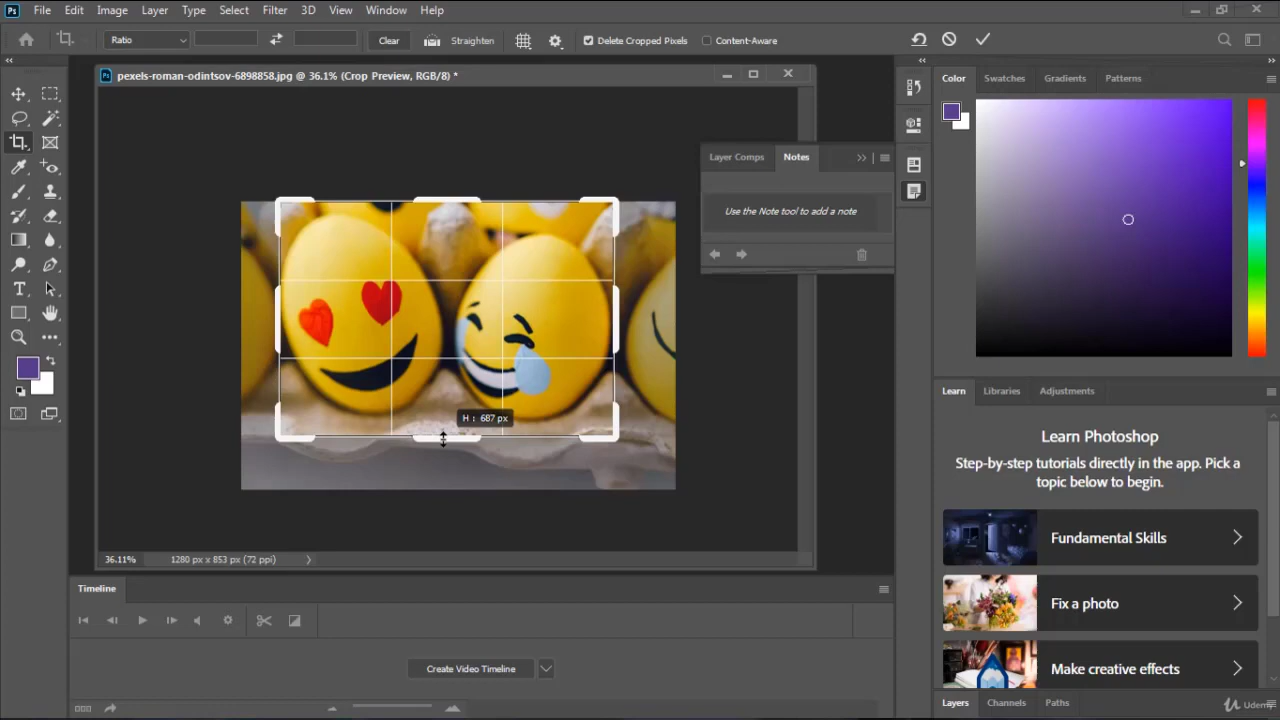 Ps File Edit Image Layer Type Select Filter 3D View Window Help
Ratio Clear Straighten Delete Cropped Pixels Content-Aware
Ps pexels-roman-odintsov-6898858.jpg @ 36.1% (Crop Preview, RGB/8) *
Color Swatches Gradients Patterns
Layer Comps Notes
Use the Note tool to add a note
H : 687 px
Learn Libraries Adjustments
Learn Photoshop
Step-by-step tutorials directly in the app. Pick a
topic below to begin.
Fundamental Skills
Fix a photo
Make creative effects
36.11% 1280 px x 853 px (72 ppi)
Timeline
Create Video Timeline
Layers Channels Paths
Udemy